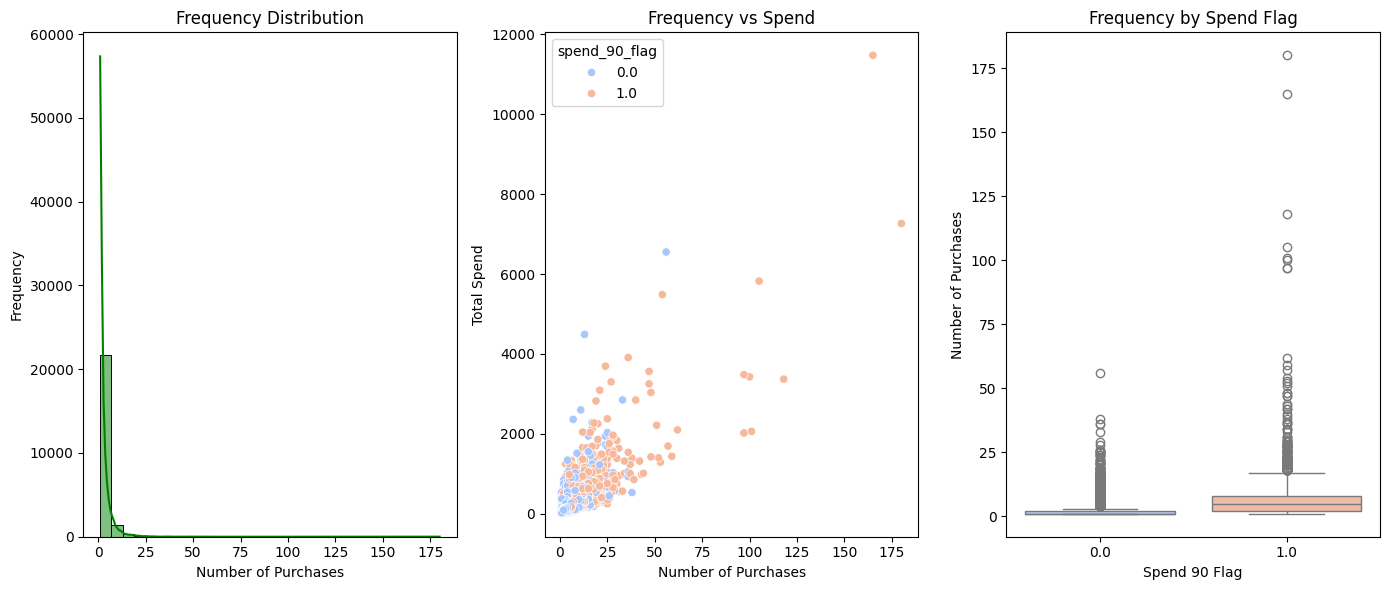 Frequency Distribution
Frequency
60000
50000
40000
30000
20000
10000
0
0 25 50 75 100 125 150 175
Number of Purchases
Frequency vs Spend
spend_90_flag
0.0
1.0
Total Spend
12000
10000
8000
6000
4000
2000
0
0 25 50 75 100 125 150 175
Number of Purchases
Frequency by Spend Flag
Number of Purchases
175
150
125
100
75
50
25
0
0.0 1.0
Spend 90 Flag